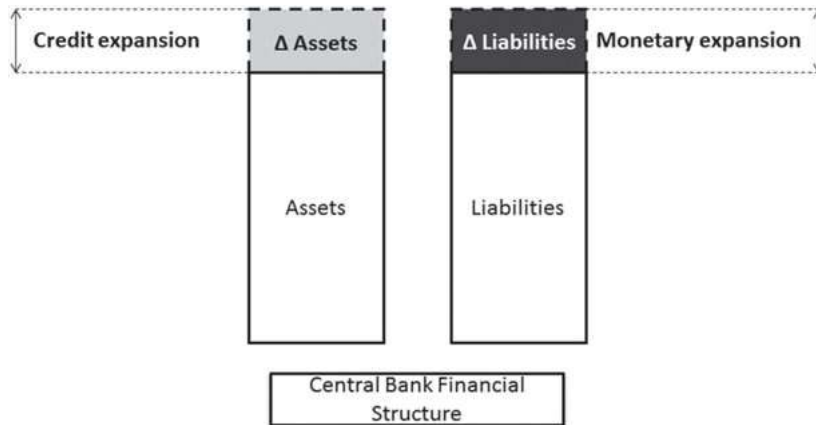 Credit expansion
Δ Assets
Δ Liabilities
Monetary expansion
Assets
Liabilities
Central Bank Financial
Structure